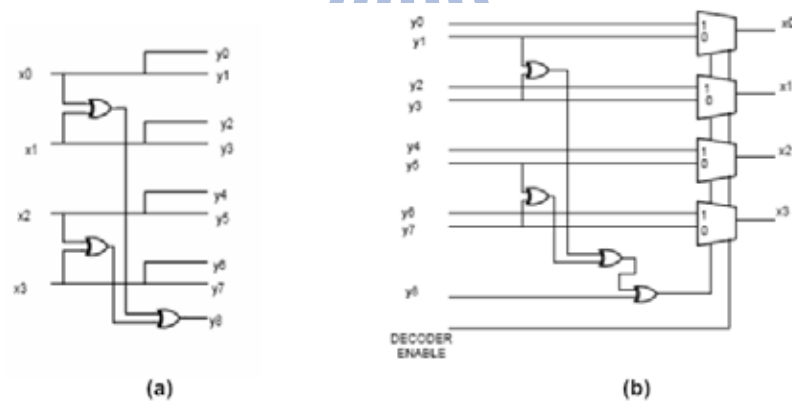 x0
y0
y1
x1
y2
y3
x2
y4
y5
x3
y6
y7
y8
(a)
y0
y1
1
0
x0
y2
y3
1
0
x1
y4
y5
1
0
x2
y6
y7
1
0
x3
y8
DECODER
ENABLE
(b)